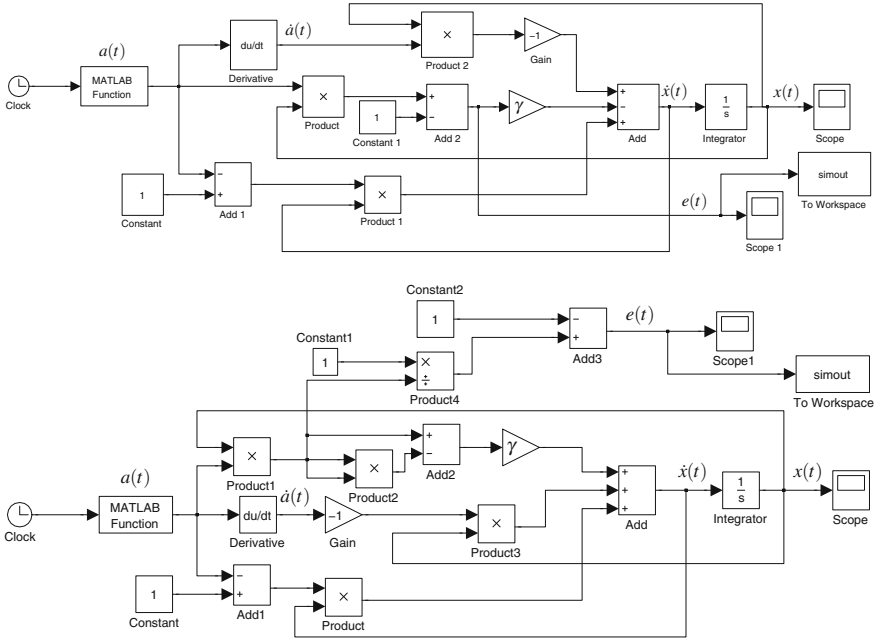 ȧ(t)
du/dt
Derivative
×
Product 2
-1
Gain
a(t)
Clock
MATLAB
Function
×
Product
1
Constant 1
+
−
Add 2
γ
+
−
+
Add
ẋ(t)
1
s
Integrator
x(t)
Scope
1
Constant
−
+
Add 1
×
Product 1
e(t)
simout
To Workspace
Scope 1
Constant2
1
−
+
Add3
e(t)
Scope1
Constant1
1
×
÷
Product4
simout
To Workspace
a(t)
Clock
MATLAB
Function
×
Product1
×
Product2
+
−
Add2
γ
ȧ(t)
du/dt
Derivative
-1
Gain
×
Product3
+
+
+
Add
ẋ(t)
1
s
Integrator
x(t)
Scope
1
Constant
−
+
Add1
×
Product